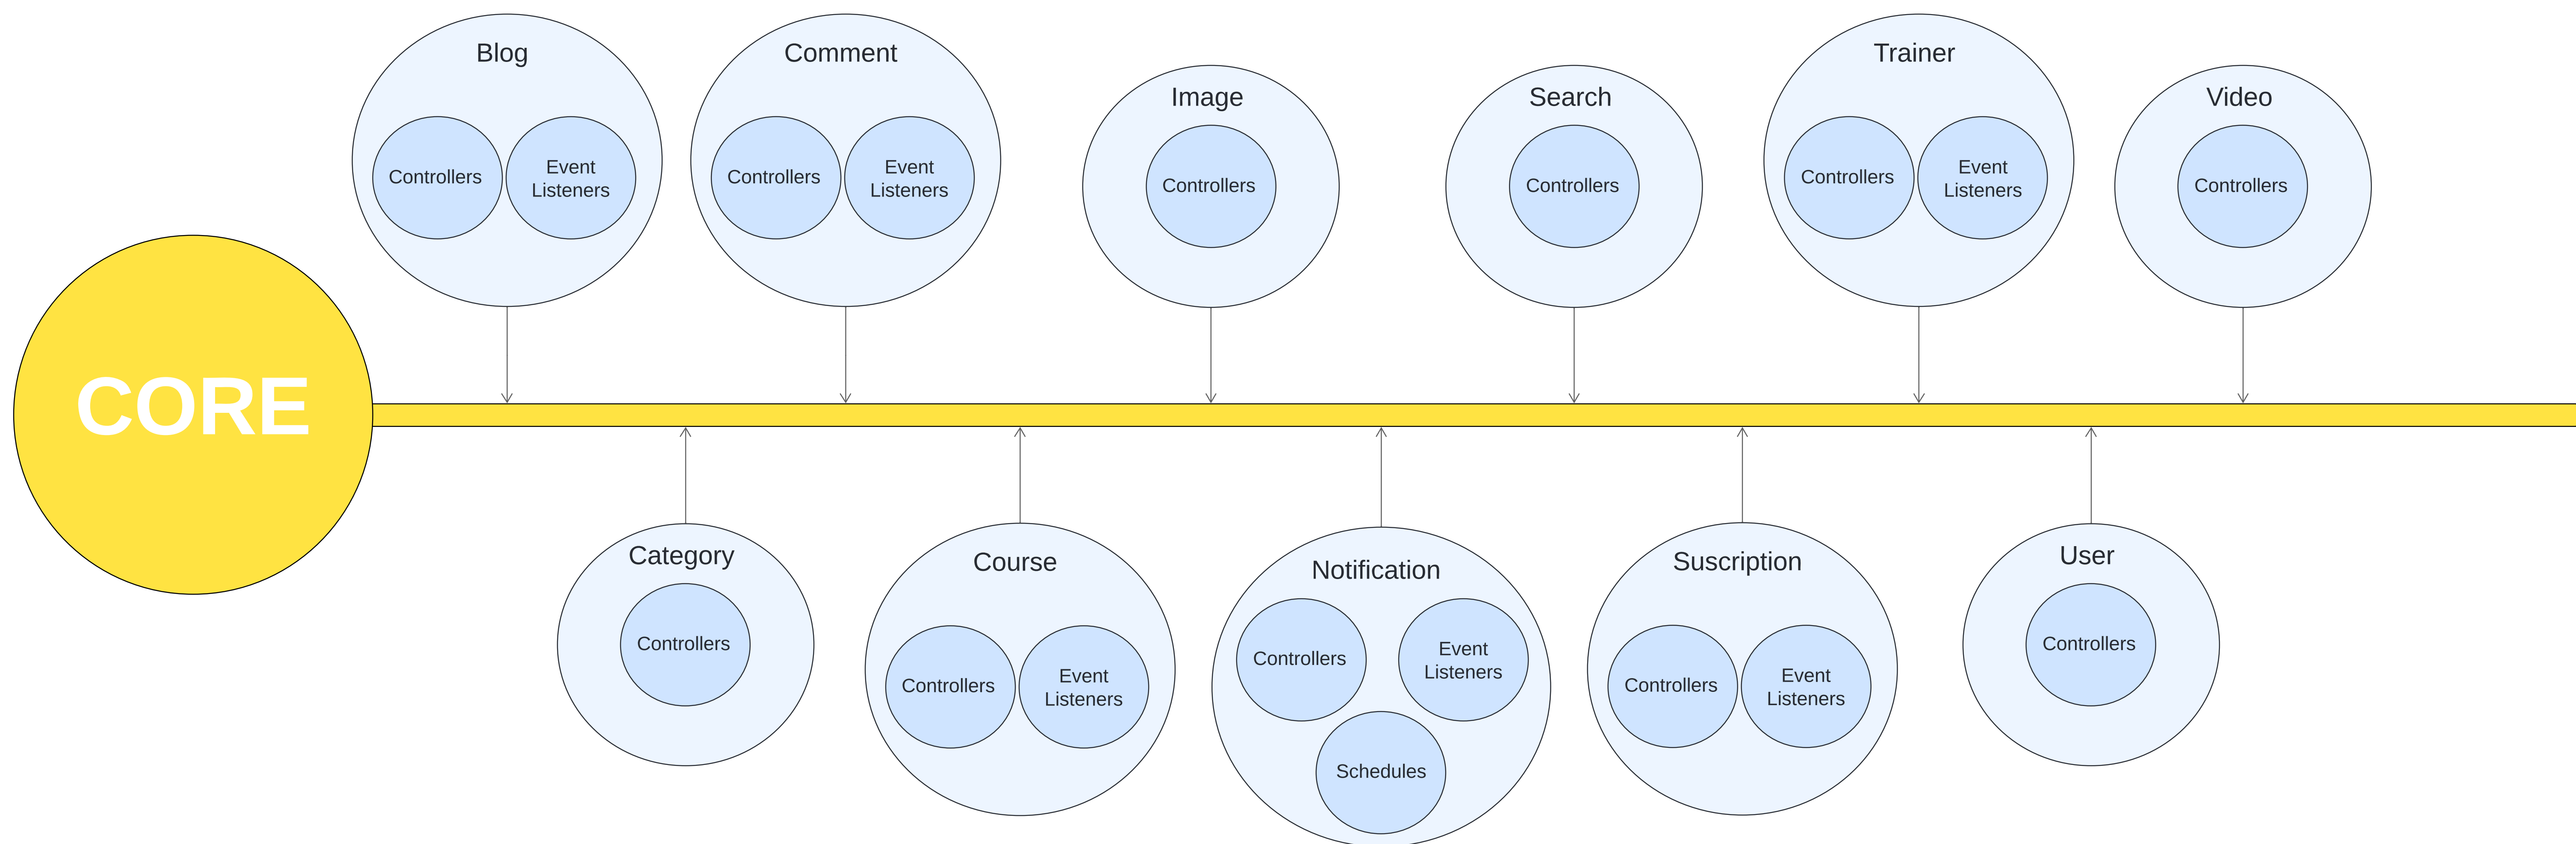 Blog
Controllers
Event
Listeners
Comment
Controllers
Event
Listeners
Image
Controllers
Search
Controllers
Trainer
Controllers
Event
Listeners
Video
Controllers
CORE
Category
Controllers
Course
Controllers
Event
Listeners
Notification
Controllers
Event
Listeners
Schedules
Suscription
Controllers
Event
Listeners
User
Controllers